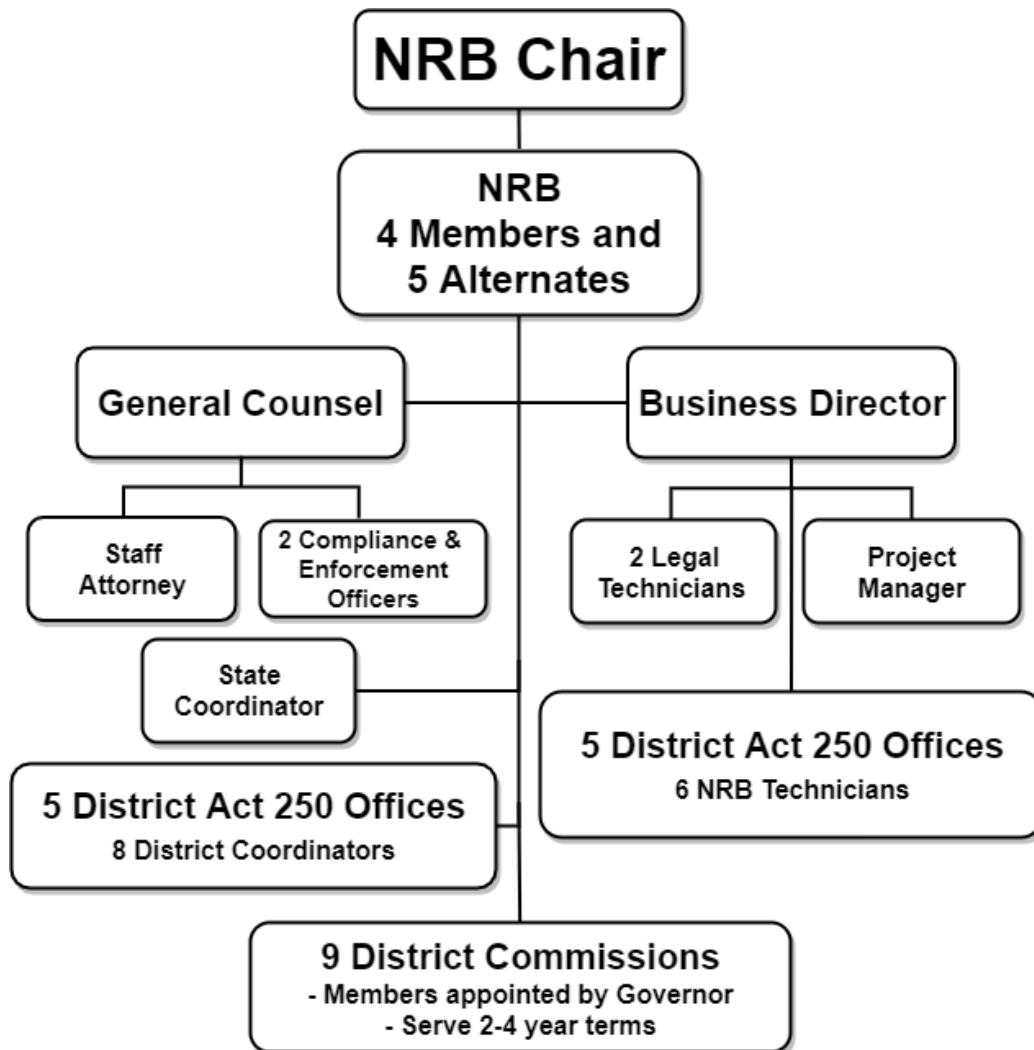 NRB Chair
NRB
4 Members and
5 Alternates
General Counsel
Business Director
Staff
Attorney
2 Compliance &
Enforcement
Officers
2 Legal
Technicians
Project
Manager
State
Coordinator
5 District Act 250 Offices
6 NRB Technicians
5 District Act 250 Offices
8 District Coordinators
9 District Commissions
- Members appointed by Governor
- Serve 2-4 year terms